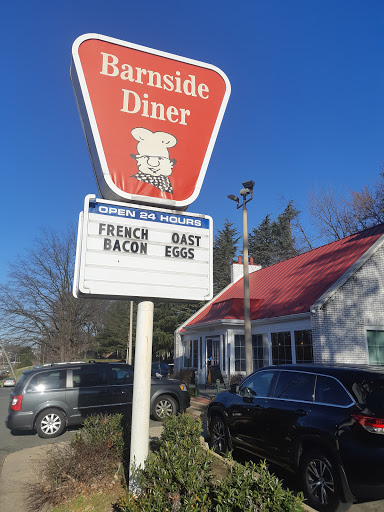 Barnside
Diner
OPEN 24 HOURS
FRENCH OAST
BACON EGGS